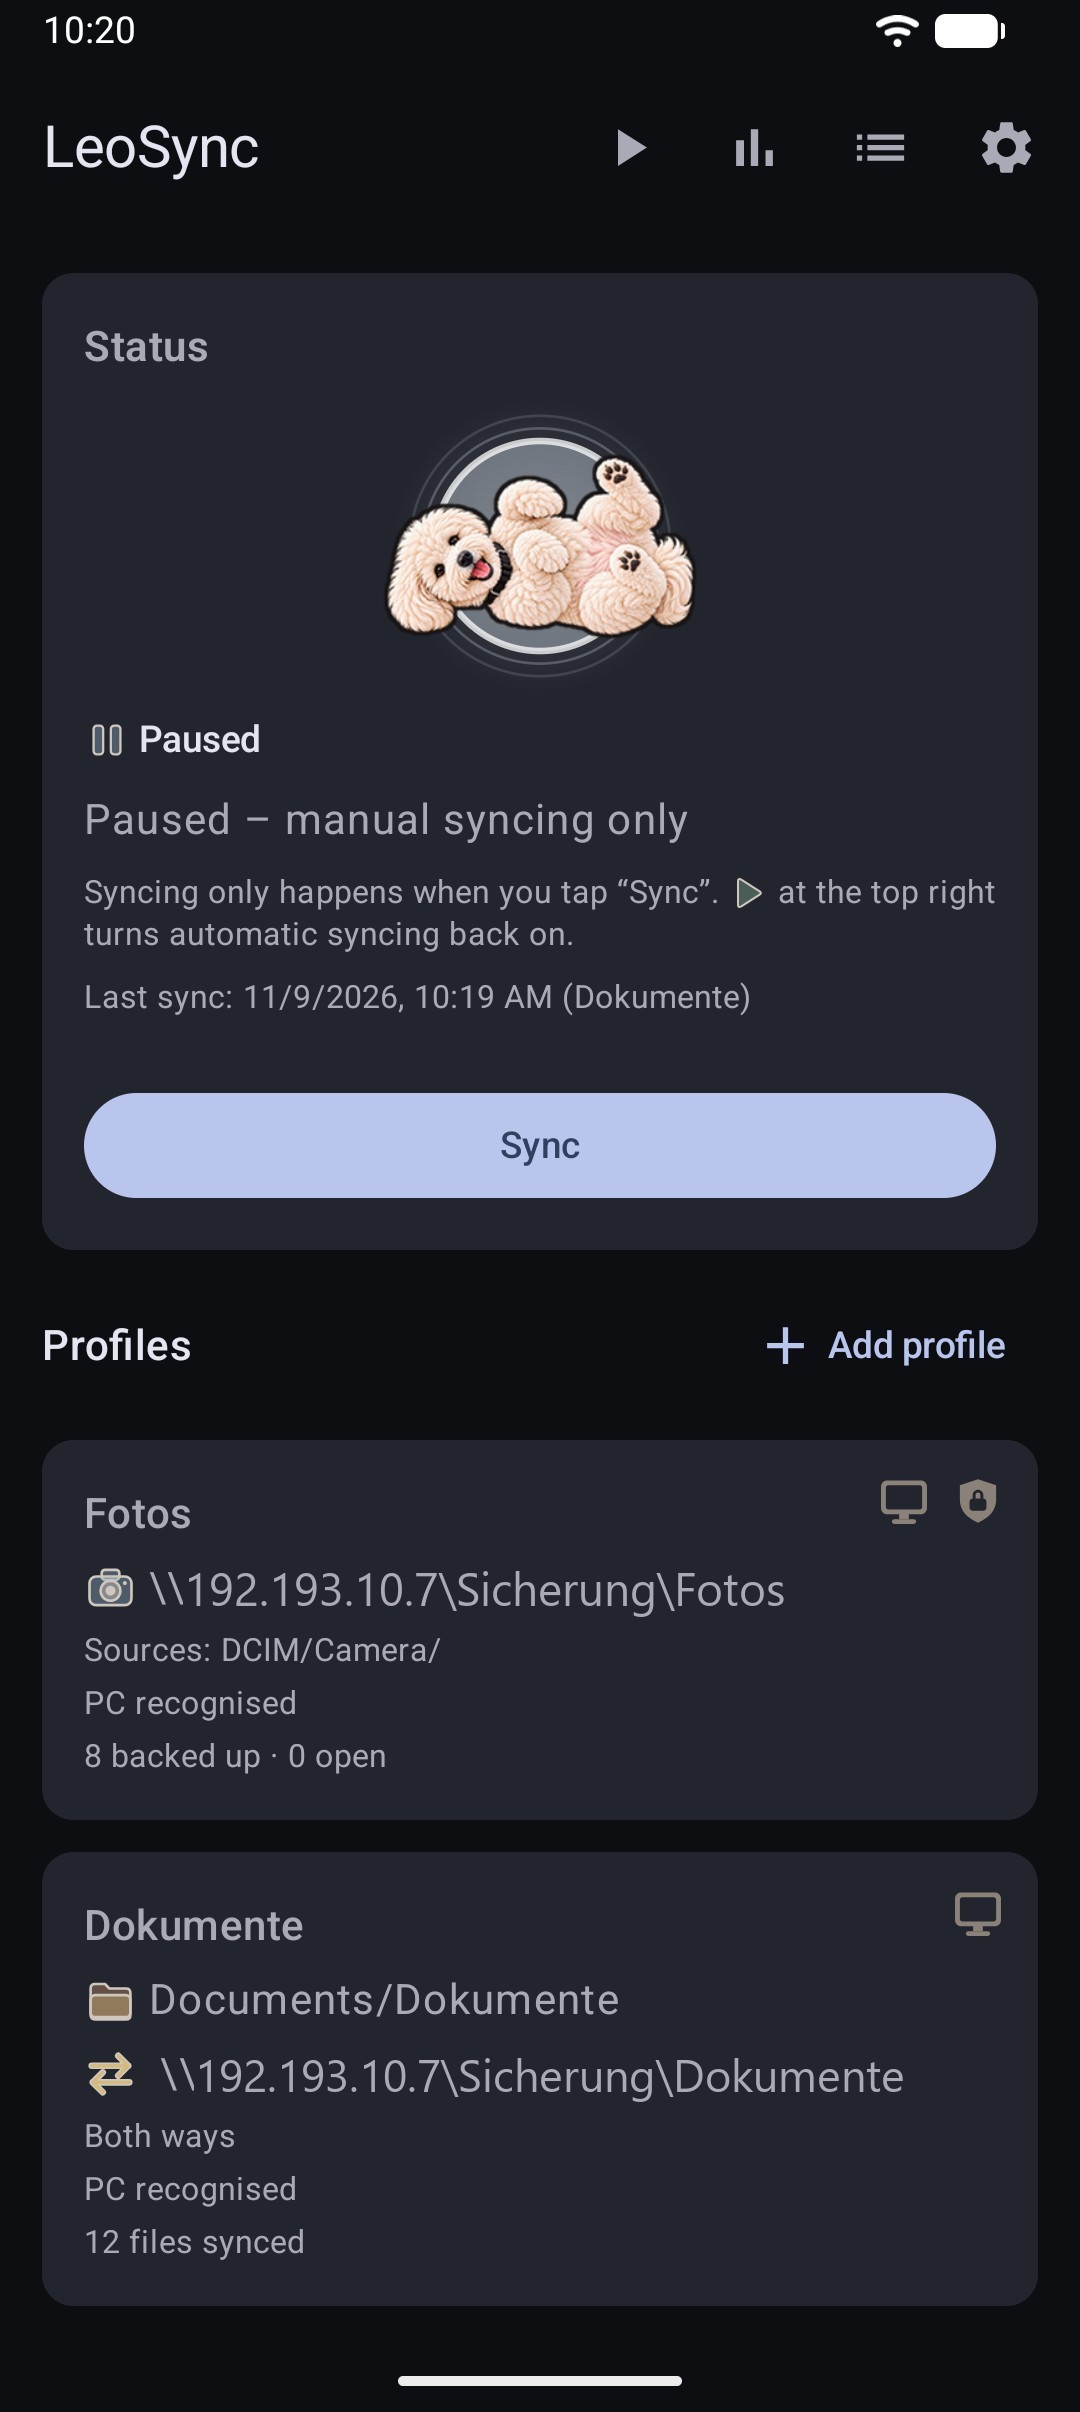 10:20
LeoSync
Status
Paused
Paused – manual syncing only
Syncing only happens when you tap “Sync”. at the top right
turns automatic syncing back on.
Last sync: 11/9/2026, 10:19 AM (Dokumente)
Sync
Profiles
Add profile
Fotos
\\192.193.10.7\Sicherung\Fotos
Sources: DCIM/Camera/
PC recognised
8 backed up · 0 open
Dokumente
Documents/Dokumente
\\192.193.10.7\Sicherung\Dokumente
Both ways
PC recognised
12 files synced